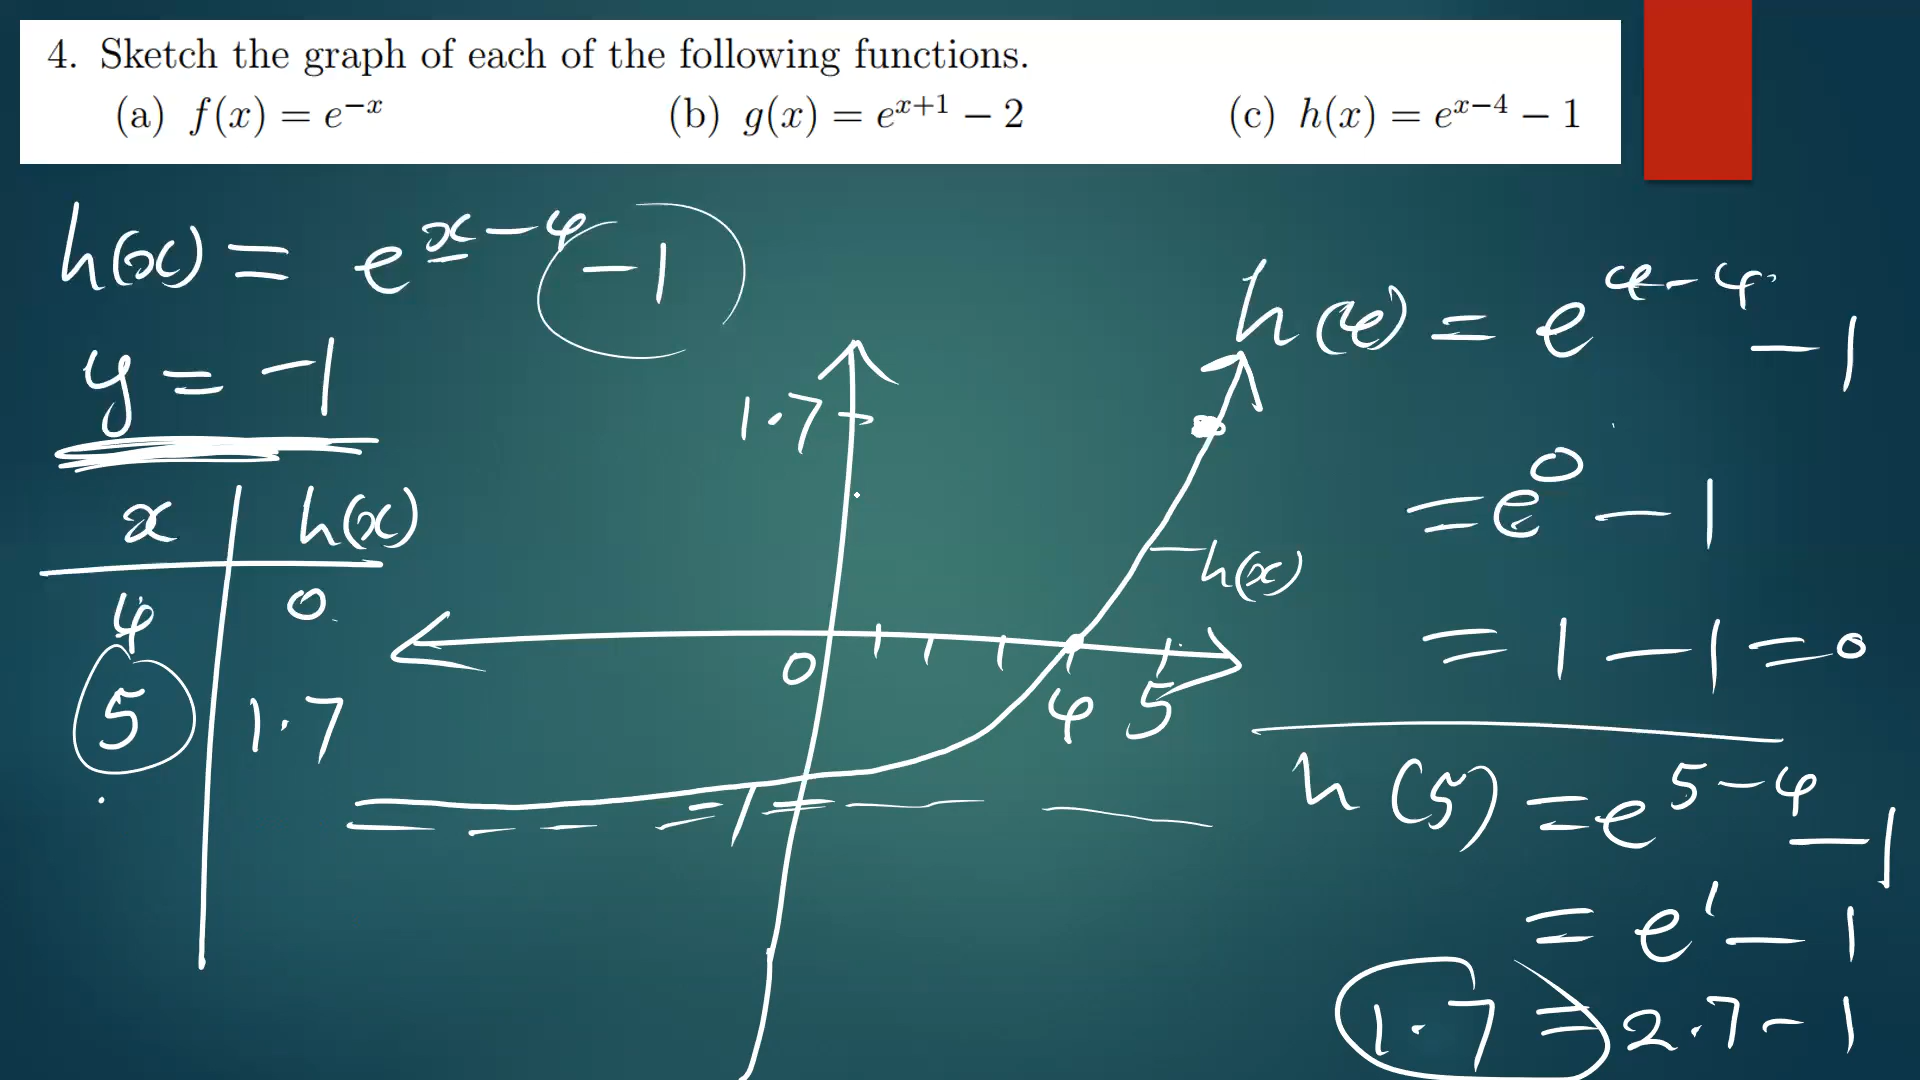 4. Sketch the graph of each of the following functions.
(a) f(x) = e^{-x} (b) g(x) = e^{x+1} − 2 (c) h(x) = e^{x−4} − 1
h(x) = e^{x−4} −1
y = −1
x | h(x)
4 | 0
5 | 1.7
1.7
h(x)
0
4 5
−1
h(4) = e^{4−4} − 1
= e^0 − 1
= 1 − 1 = 0
h(5) = e^{5−4} − 1
= e^1 − 1
1.7 = 2.7 − 1